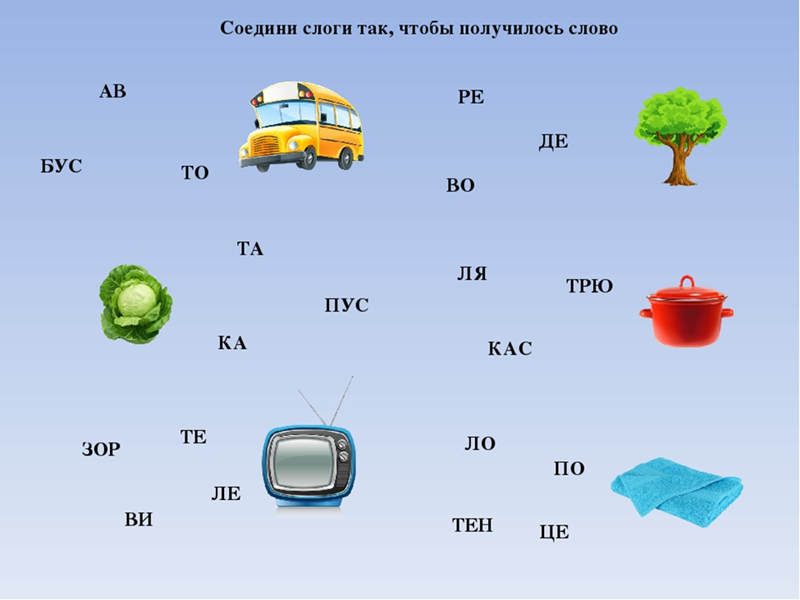 Соедини слоги так, чтобы получилось слово
АВ
БУС
ТО
РЕ
ДЕ
ВО
ТА
ПУС
КА
ЛЯ
ТРЮ
КАС
ЗОР
ТЕ
ЛЕ
ВИ
ЛО
ПО
ТЕН
ЦЕ